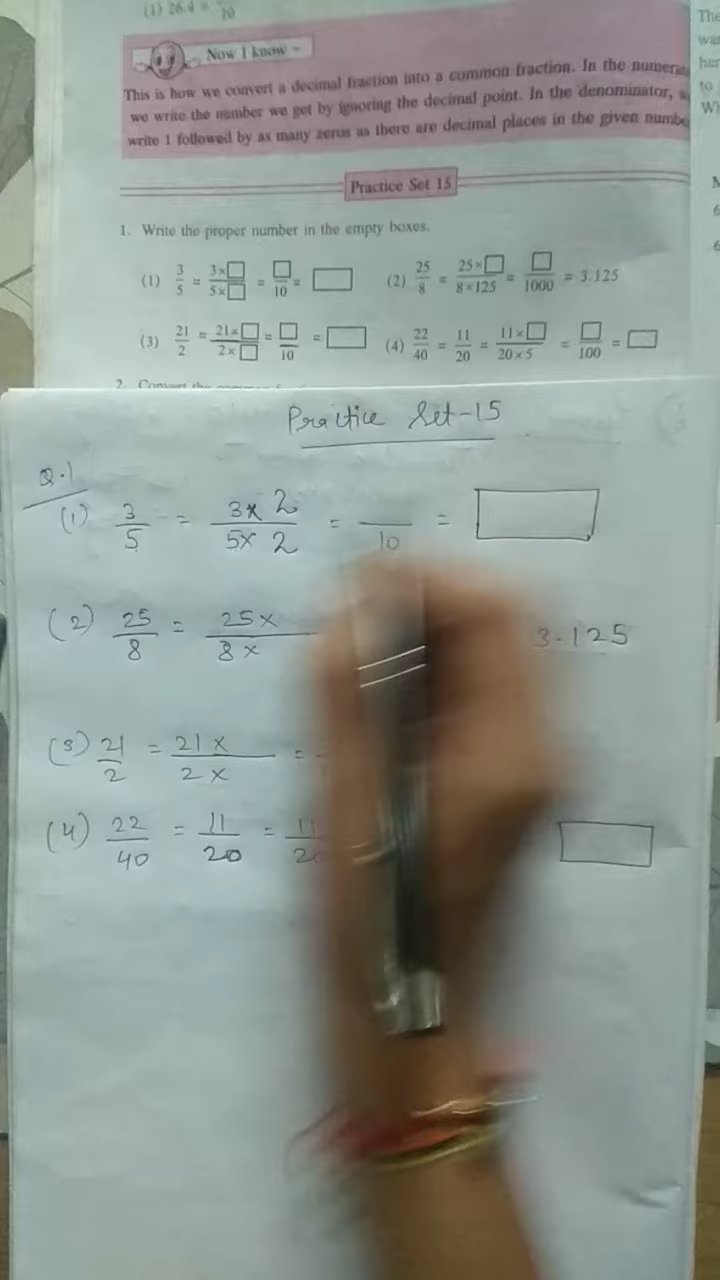 (1) 26.4 = /10
Now I know –
This is how we convert a decimal fraction into a common fraction. In the
we write the number we get by ignoring the decimal point. In the denominator,
write 1 followed by as many zeros as there are decimal places in the given
Practice Set 15
1. Write the proper number in the empty boxes.
(1) 3/5 = 3×□/5×□ = □/10 = □ (2) 25/8 = 25×□/8×125 = □/1000 = 3.125
(3) 21/2 = 21×□/2×□ = □/10 = □ (4) 22/40 = 11/20 = 11×□/20×5 = □/100 = □
Practice Set-15
Q.1
(1) 3/5 = 3×2/5×2 = /10 = □
(2) 25/8 = 25×/8× 3.125
(3) 21/2 = 21×/2× =
(4) 22/40 = 11/20 = 11/20 □